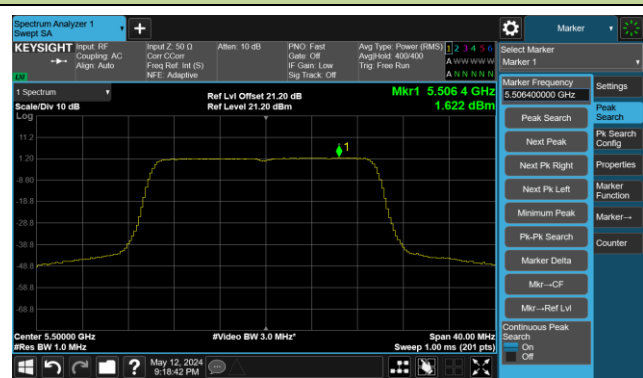 Spectrum Analyzer 1
Swept SA
Marker
KEYSIGHT
Input: RF
Coupling: AC
Align: Auto
Input Z: 50 Ω
Corr CCorr
Freq Ref: Int (S)
NFE: Adaptive
Atten: 10 dB
PNO: Fast
Gate: Off
IF Gain: Low
Sig Track: Off
Avg Type: Power (RMS)
Avg|Hold: 400/400
Trig: Free Run
1 2 3 4 5 6
A W W W W W
A N N N N N
LV
Select Marker
Marker 1
1 Spectrum
Scale/Div 10 dB
Log
Ref Lvl Offset 21.20 dB
Ref Level 21.20 dBm
Mkr1 5.506 4 GHz
1.622 dBm
11.2
1.20
-8.80
-18.8
-28.8
-38.8
-48.8
-58.8
-68.8
1
Center 5.50000 GHz
#Res BW 1.0 MHz
#Video BW 3.0 MHz*
Span 40.00 MHz
Sweep 1.00 ms (201 pts)
Marker Frequency
5.506400000 GHz
Peak Search
Next Peak
Next Pk Right
Next Pk Left
Minimum Peak
Pk-Pk Search
Marker Delta
Mkr→CF
Mkr→Ref Lvl
Continuous Peak
Search
On
Off
Settings
Peak
Search
Pk Search
Config
Properties
Marker
Function
Marker→
Counter
May 12, 2024
9:18:42 PM